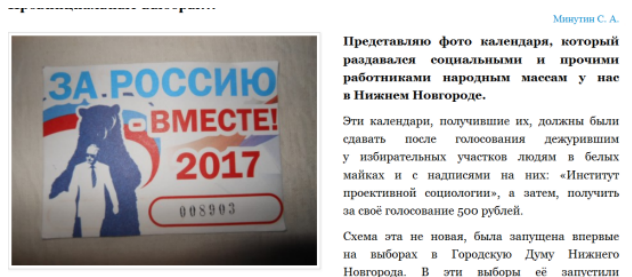 Минутин С. А.
ЗА РОССИЮ
-ВМЕСТЕ!
2017
008903
Представляю фото календаря, который
раздавался социальными и прочими
работниками народным массам у нас
в Нижнем Новгороде.
Эти календари, получившие их, должны были
сдавать после голосования дежурившим
у избирательных участков людям в белых
майках и с надписями на них: «Институт
проективной социологии», а затем, получить
за своё голосование 500 рублей.
Схема эта не новая, была запущена впервые
на выборах в Городскую Думу Нижнего
Новгорода. В эти выборы её запустили